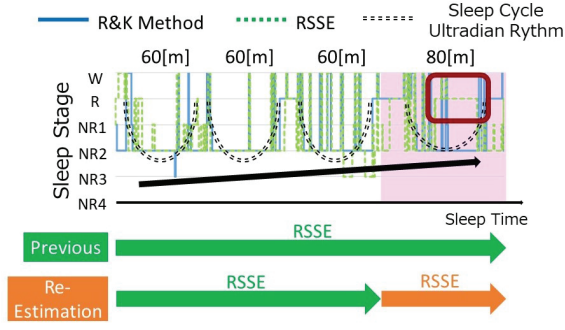 R&K Method
RSSE
Sleep Cycle
Ultradian Rythm
60[m]
60[m]
60[m]
80[m]
Sleep Stage
W
R
NR1
NR2
NR3
NR4
Sleep Time
Previous
RSSE
Re-
Estimation
RSSE
RSSE